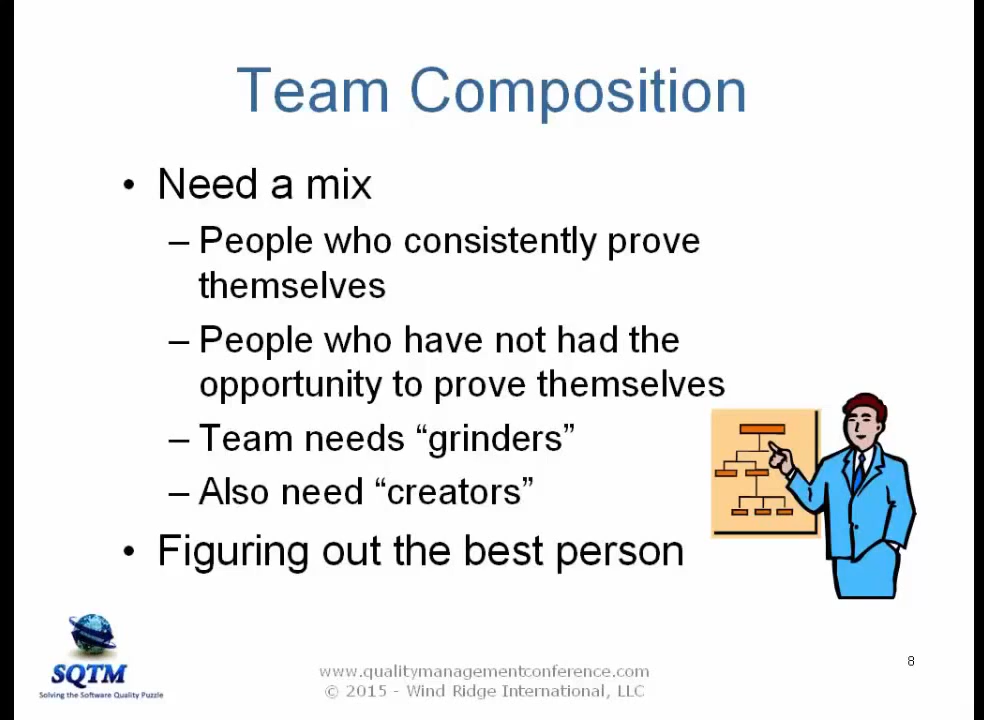 Team Composition
• Need a mix
– People who consistently prove
themselves
– People who have not had the
opportunity to prove themselves
– Team needs “grinders”
– Also need “creators”
• Figuring out the best person
SQTM
Solving the Software Quality Puzzle
www.qualitymanagementconference.com
© 2015 - Wind Ridge International, LLC
8